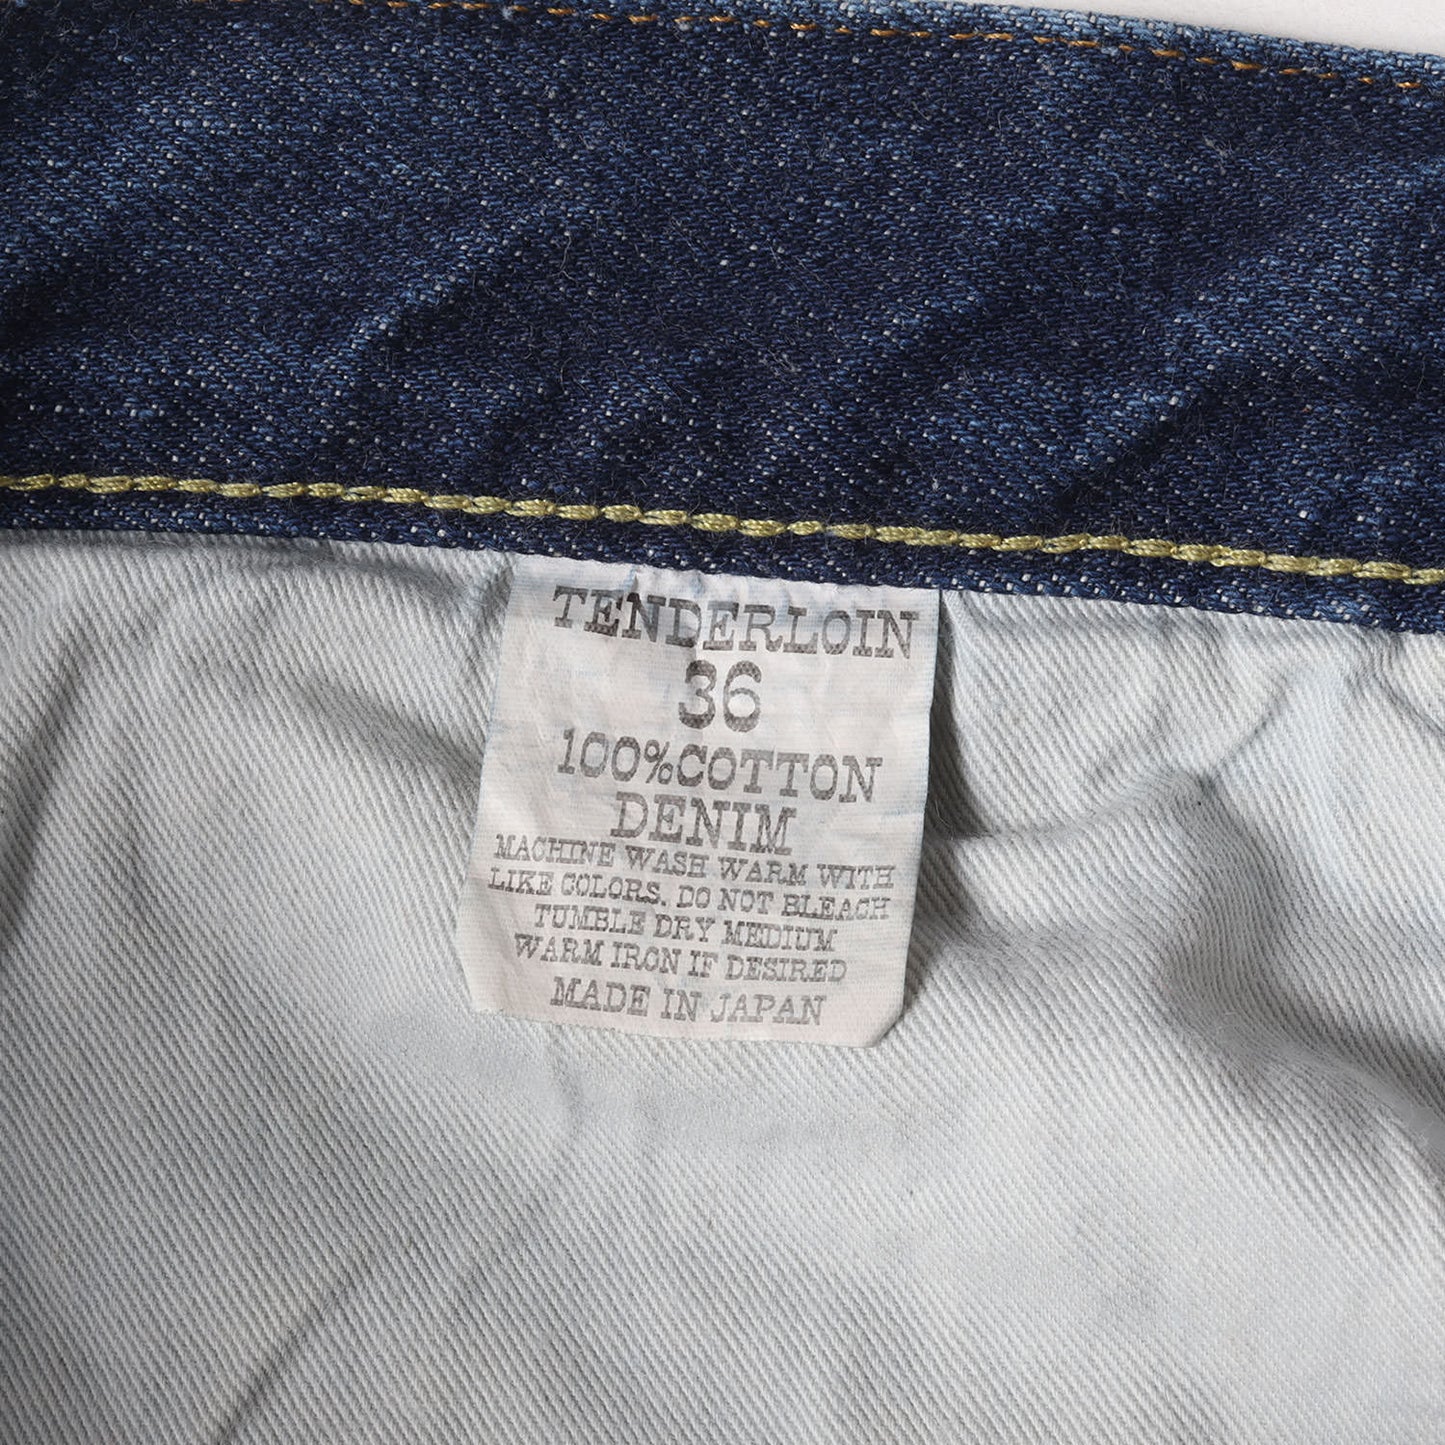 TENDERLOIN
36
100%COTTON
DENIM
MACHINE WASH WARM WITH
LIKE COLORS. DO NOT BLEACH
TUMBLE DRY MEDIUM
WARM IRON IF DESIRED
MADE IN JAPAN